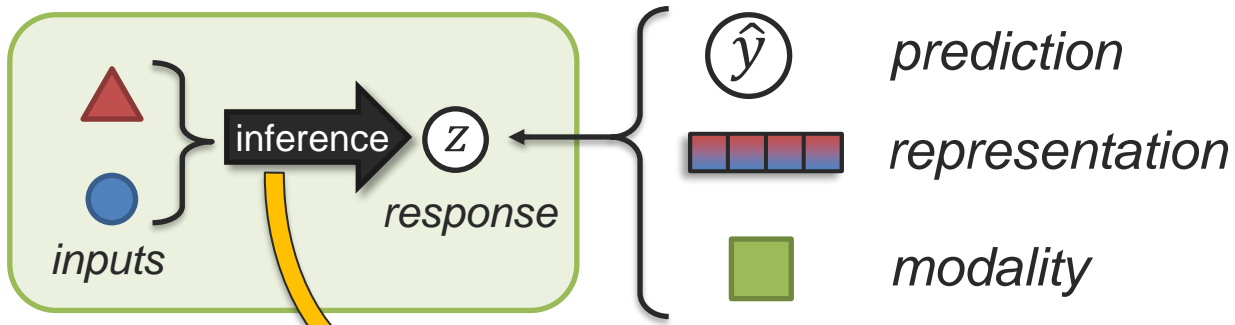 inputs
inference
z
response
ŷ prediction
representation
modality